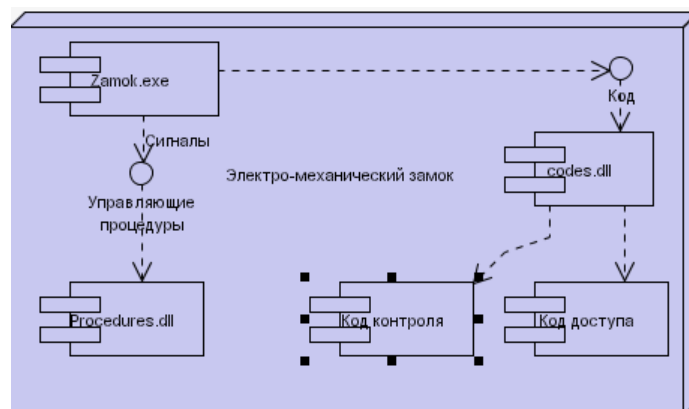 Zamok.exe
Код
Сигналы
codes.dll
Электро-механический замок
Управляющие
процедуры
Procedures.dll
Код контроля
Код доступа